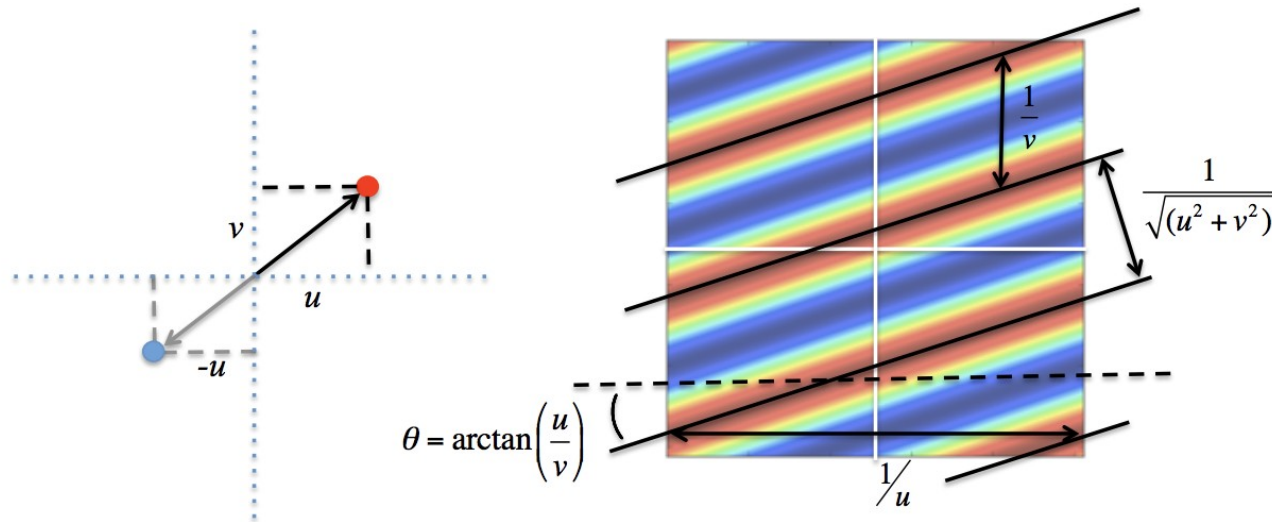 v
u
-u
θ = arctan(u/v)
1/v
1/√(u² + v²)
1/u